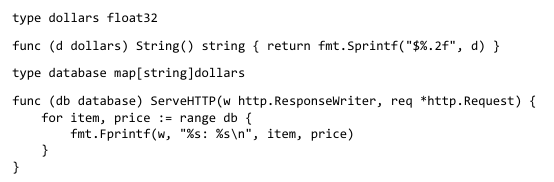 type dollars float32
func (d dollars) String() string { return fmt.Sprintf("$%.2f", d) }
type database map[string]dollars
func (db database) ServeHTTP(w http.ResponseWriter, req *http.Request) {
    for item, price := range db {
        fmt.Fprintf(w, "%s: %s\n", item, price)
    }
}